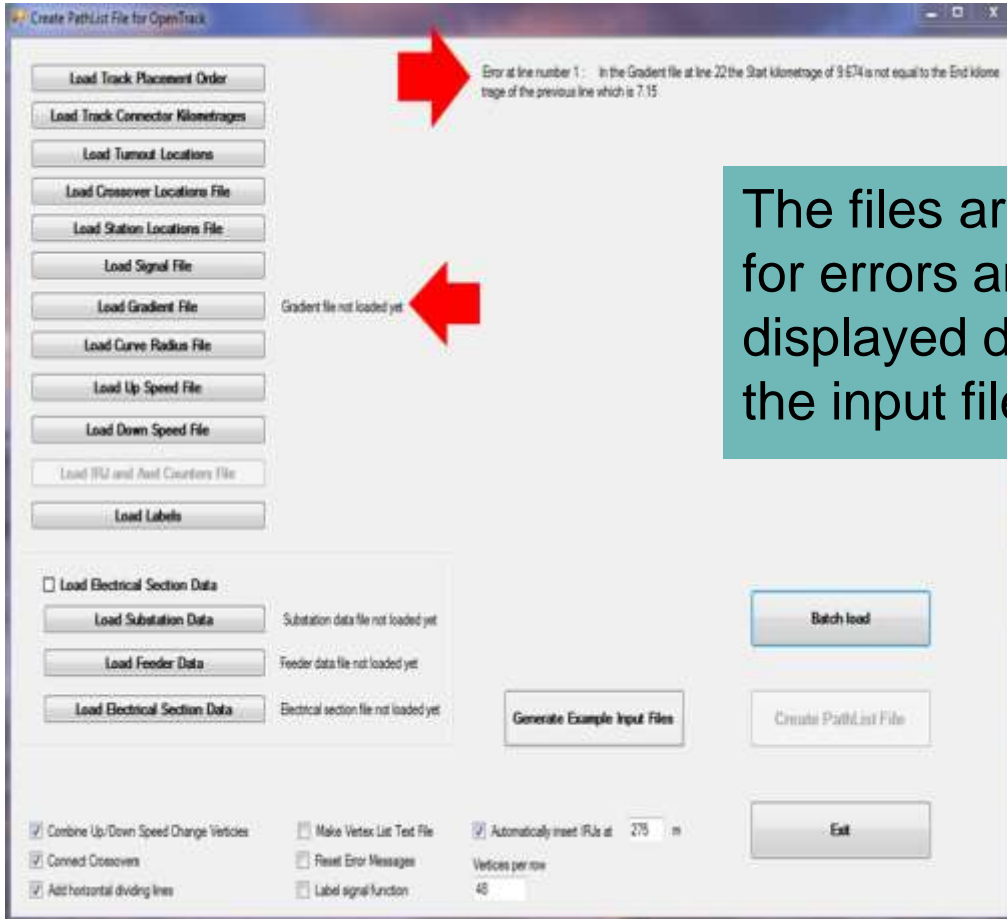 Create PathList File for OpenTrack
Load Track Placement Order
Error at line number 1 : In the Gradient file at line 22 the Start kilometrage of 9.674 is not equal to the End kilome
trage of the previous line which is 7.15
Load Track Connector Kilometrages
Load Turnout Locations
Load Crossover Locations File
Load Station Locations File
Load Signal File
Load Gradient File
Gradient file not loaded yet
Load Curve Radius File
Load Up Speed File
Load Down Speed File
Load IRJ and Axel Counters File
Load Labels
The files ar
for errors a
displayed d
the input file
Load Electrical Section Data
Load Substation Data
Substation data file not loaded yet
Load Feeder Data
Feeder data file not loaded yet
Load Electrical Section Data
Electrical section file not loaded yet
Batch load
Generate Example Input Files
Create PathList File
Exit
Combine Up/Down Speed Change Verticies
Make Vertex List Text File
Automatically insert IRJs at 275 m
Connect Crossovers
Reset Error Messages
Vertices per row
Add horizontal dividing lines
Label signal function
48